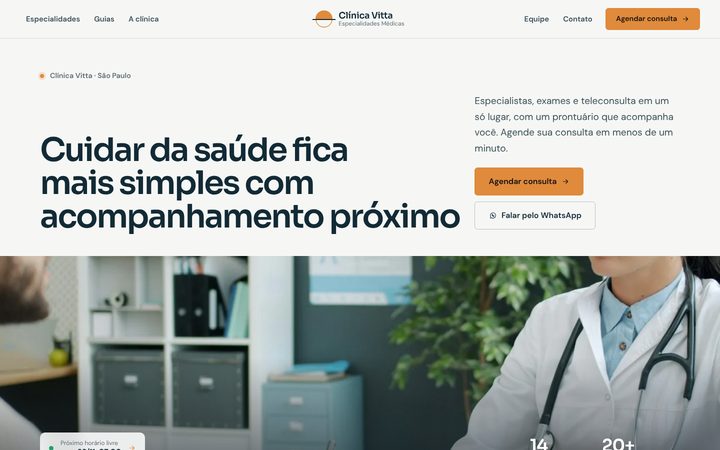 Especialidades Guias A clínica
Clínica Vitta
Especialidades Médicas
Equipe Contato Agendar consulta →
Clínica Vitta · São Paulo
Cuidar da saúde fica
mais simples com
acompanhamento próximo
Especialistas, exames e teleconsulta em um
só lugar, com um prontuário que acompanha
você. Agende sua consulta em menos de um
minuto.
Agendar consulta →
Falar pelo WhatsApp
Próximo horário livre →
14 20+